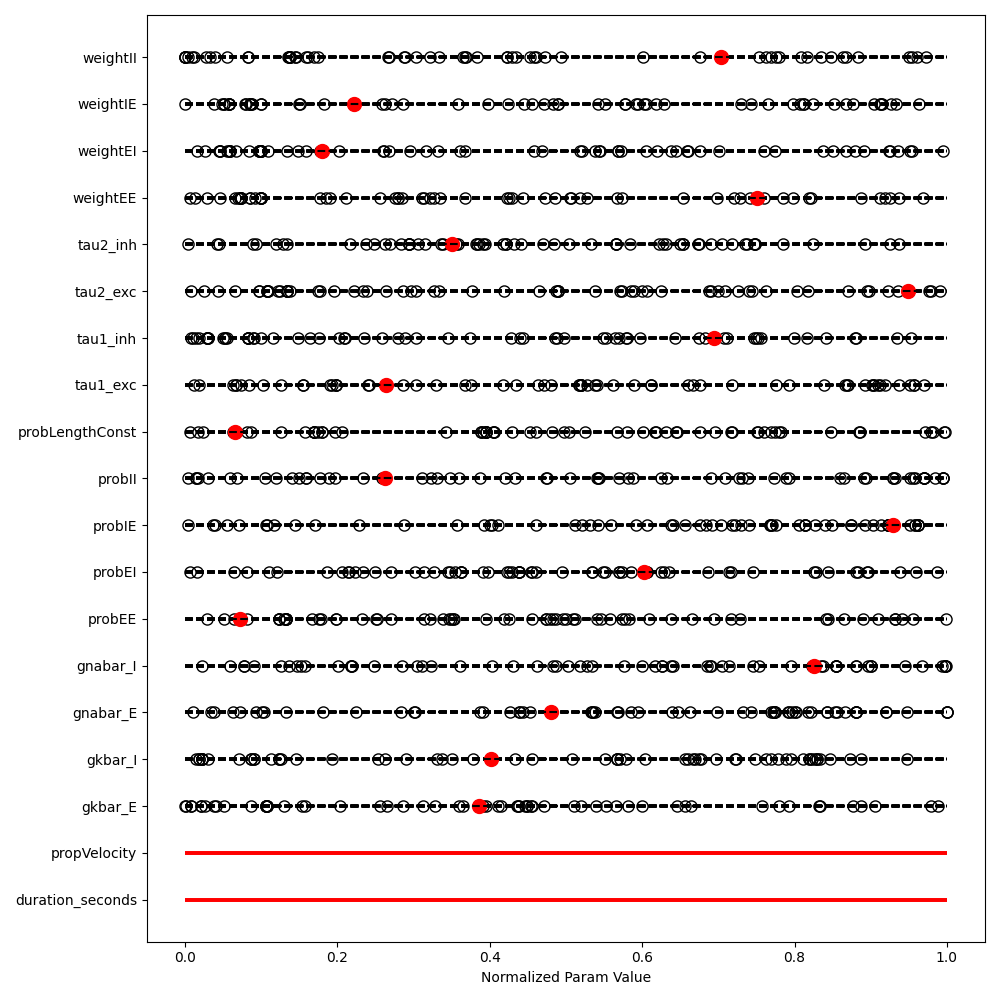 weightII
weightIE
weightEI
weightEE
tau2_inh
tau2_exc
tau1_inh
tau1_exc
probLengthConst
probII
probIE
probEI
probEE
gnabar_I
gnabar_E
gkbar_I
gkbar_E
propVelocity
duration_seconds
0.0 0.2 0.4 0.6 0.8 1.0
Normalized Param Value